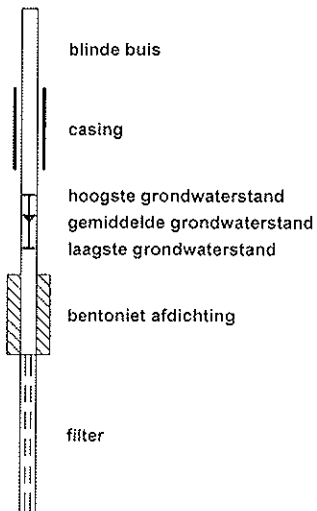 blinde buis
casing
hoogste grondwaterstand
gemiddelde grondwaterstand
laagste grondwaterstand
bentoniet afdichting
filter